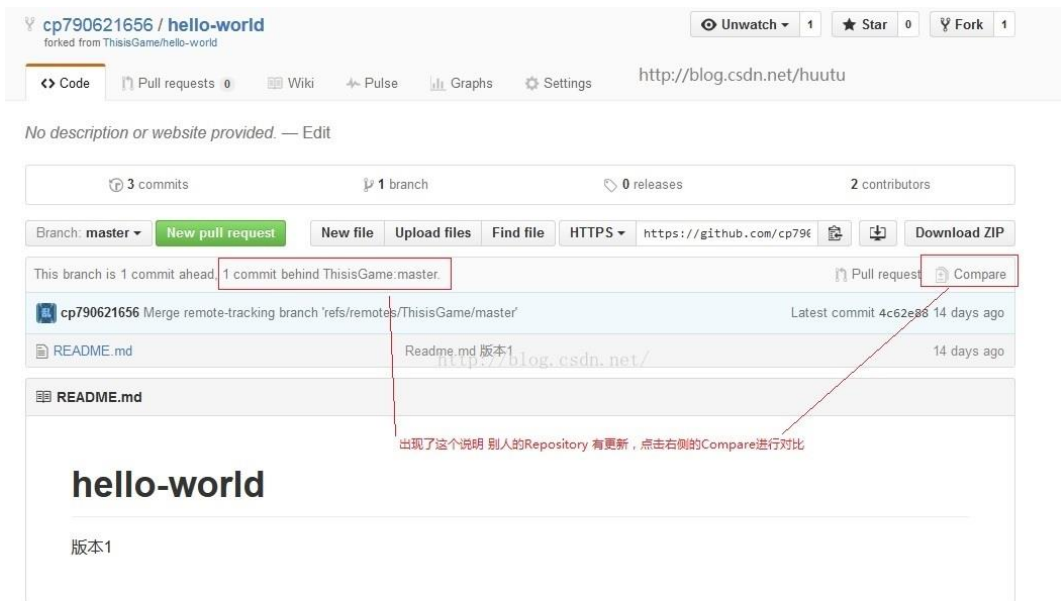 cp790621656 / hello-world
forked from ThisisGame/hello-world
Unwatch 1 Star 0 Fork 1
Code Pull requests 0 Wiki Pulse Graphs Settings
http://blog.csdn.net/huutu
No description or website provided. — Edit
3 commits 1 branch 0 releases 2 contributors
Branch: master New pull request New file Upload files Find file HTTPS https://github.com/cp796 Download ZIP
This branch is 1 commit ahead, 1 commit behind ThisisGame:master. Pull request Compare
cp790621656 Merge remote-tracking branch 'refs/remotes/ThisisGame/master' Latest commit 4c62e88 14 days ago
README.md Readme.md 版本1 14 days ago
http://blog.csdn.net/
README.md
出现了这个说明 别人的Repository 有更新，点击右侧的Compare进行对比
hello-world
版本1